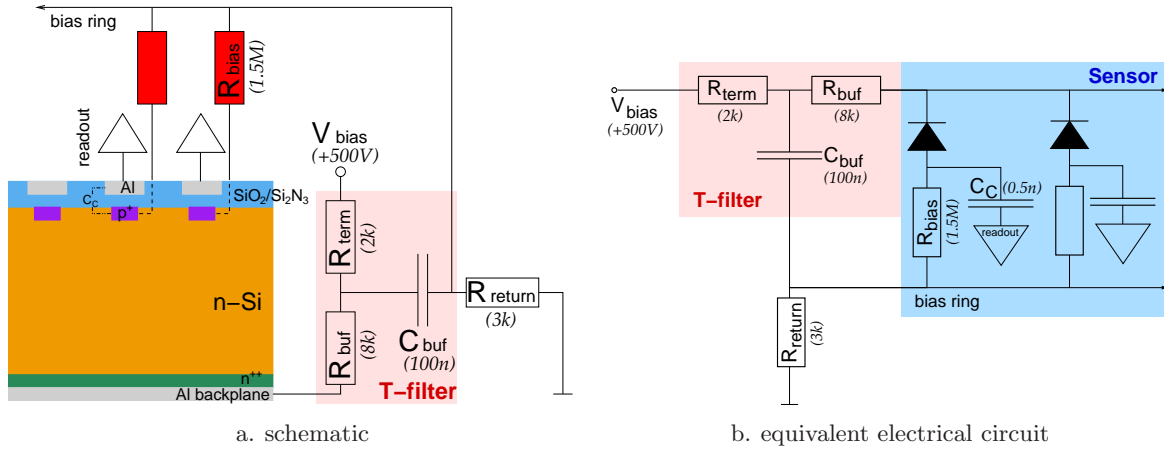 bias ring
R bias
(1.5M)
readout
V bias
(+500V)
Al
C_C
SiO2/Si2N3
p+
R term
(2k)
n−Si
R return
(3k)
R buf
(8k)
C buf
(100n)
n++
Al backplane
T−filter
a. schematic
Sensor
T−filter
V bias
(+500V)
R term
(2k)
R buf
(8k)
C buf
(100n)
C_C (0.5n)
R bias
(1.5M)
readout
bias ring
R return
(3k)
b. equivalent electrical circuit